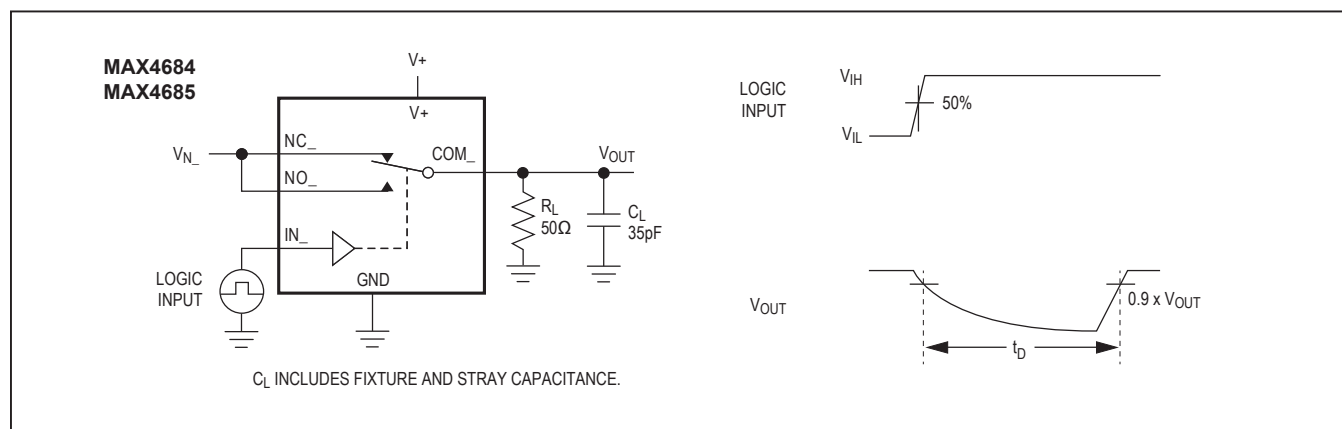 MAX4684
MAX4685
V+
V+
NC_
COM_
V_N_
V_OUT
NO_
R_L
50Ω
C_L
35pF
IN_
LOGIC
INPUT
GND
C_L INCLUDES FIXTURE AND STRAY CAPACITANCE.
LOGIC
INPUT
V_IH
50%
V_IL
V_OUT
0.9 x V_OUT
t_D